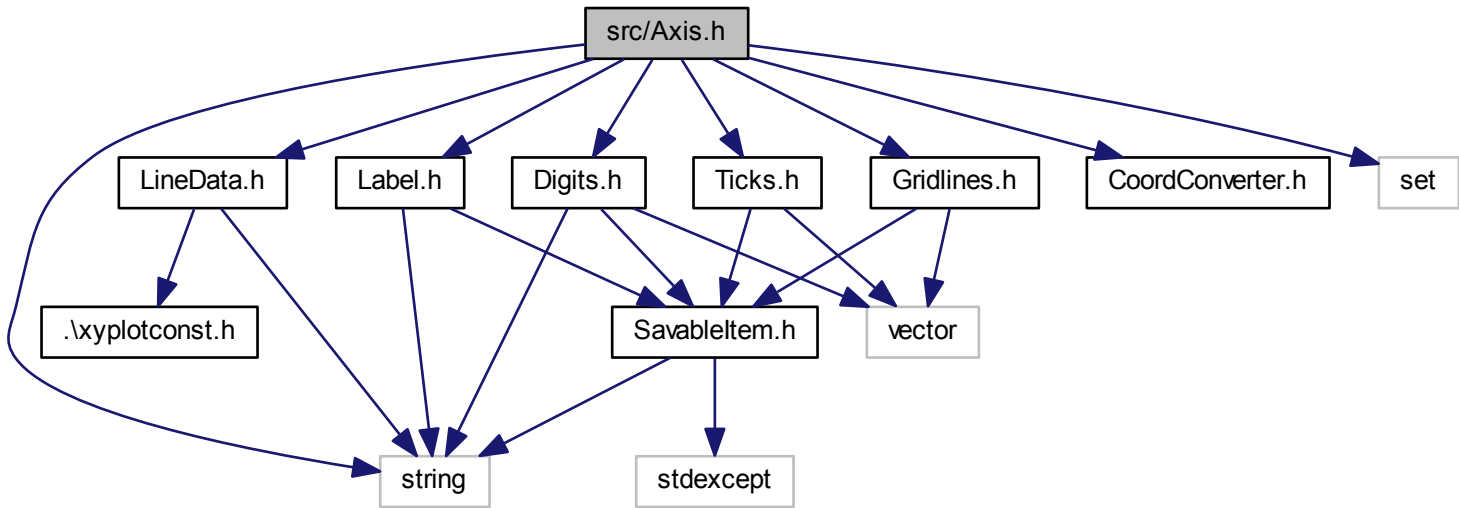 src/Axis.h
LineData.h
Label.h
Digits.h
Ticks.h
Gridlines.h
CoordConverter.h
set
.\xyplotconst.h
SavableItem.h
vector
string
stdexcept